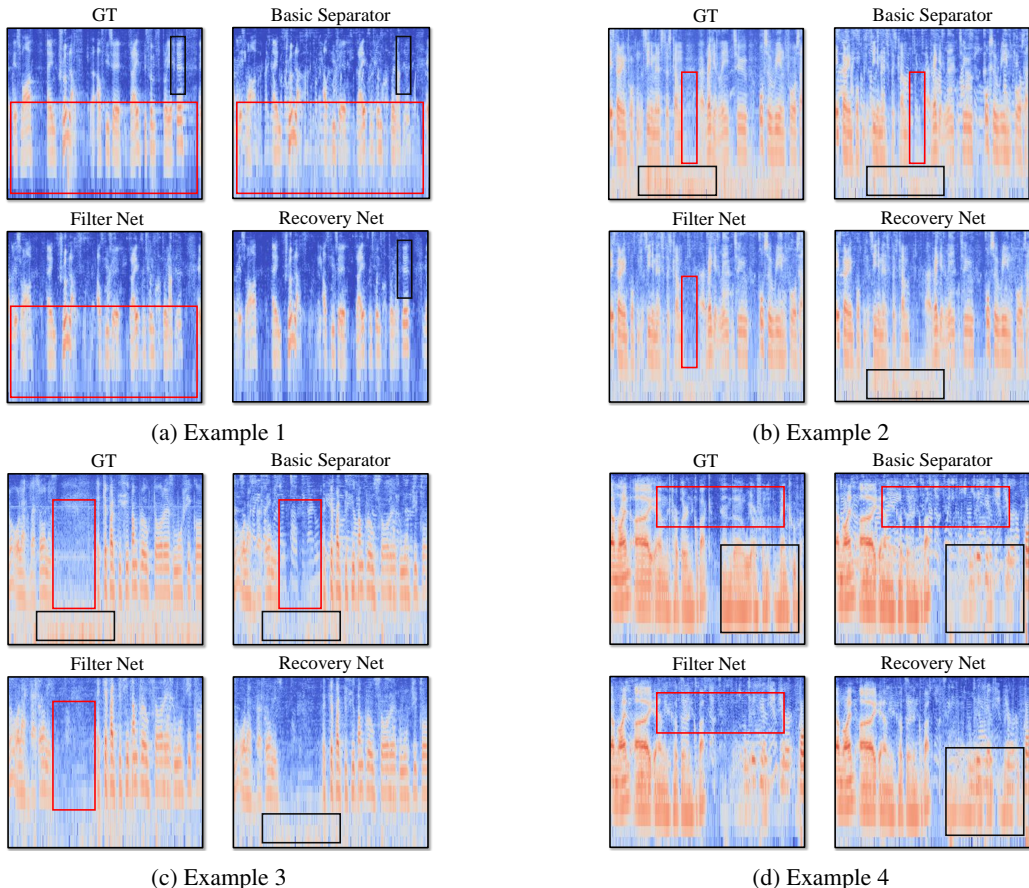 GT Basic Separator
Filter Net Recovery Net
(a) Example 1
GT Basic Separator
Filter Net Recovery Net
(b) Example 2
GT Basic Separator
Filter Net Recovery Net
(c) Example 3
GT Basic Separator
Filter Net Recovery Net
(d) Example 4